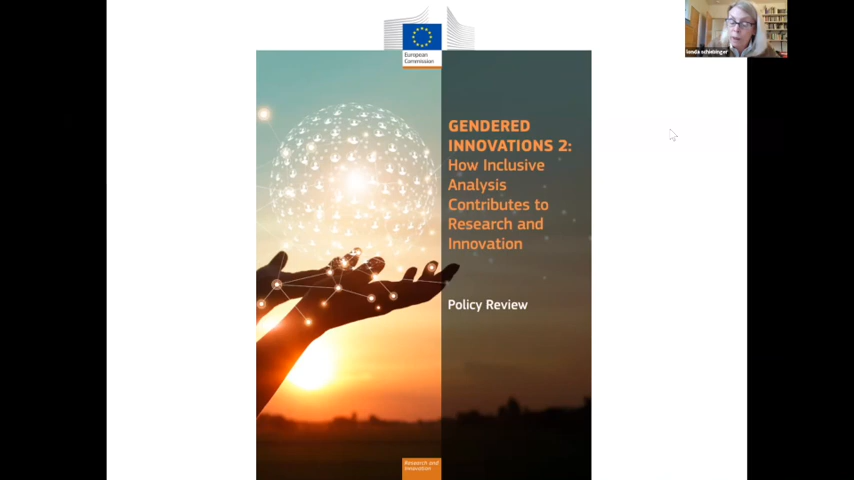 European
Commission
londa schiebinger
GENDERED
INNOVATIONS 2:
How Inclusive
Analysis
Contributes to
Research and
Innovation
Policy Review
Research and
Innovation